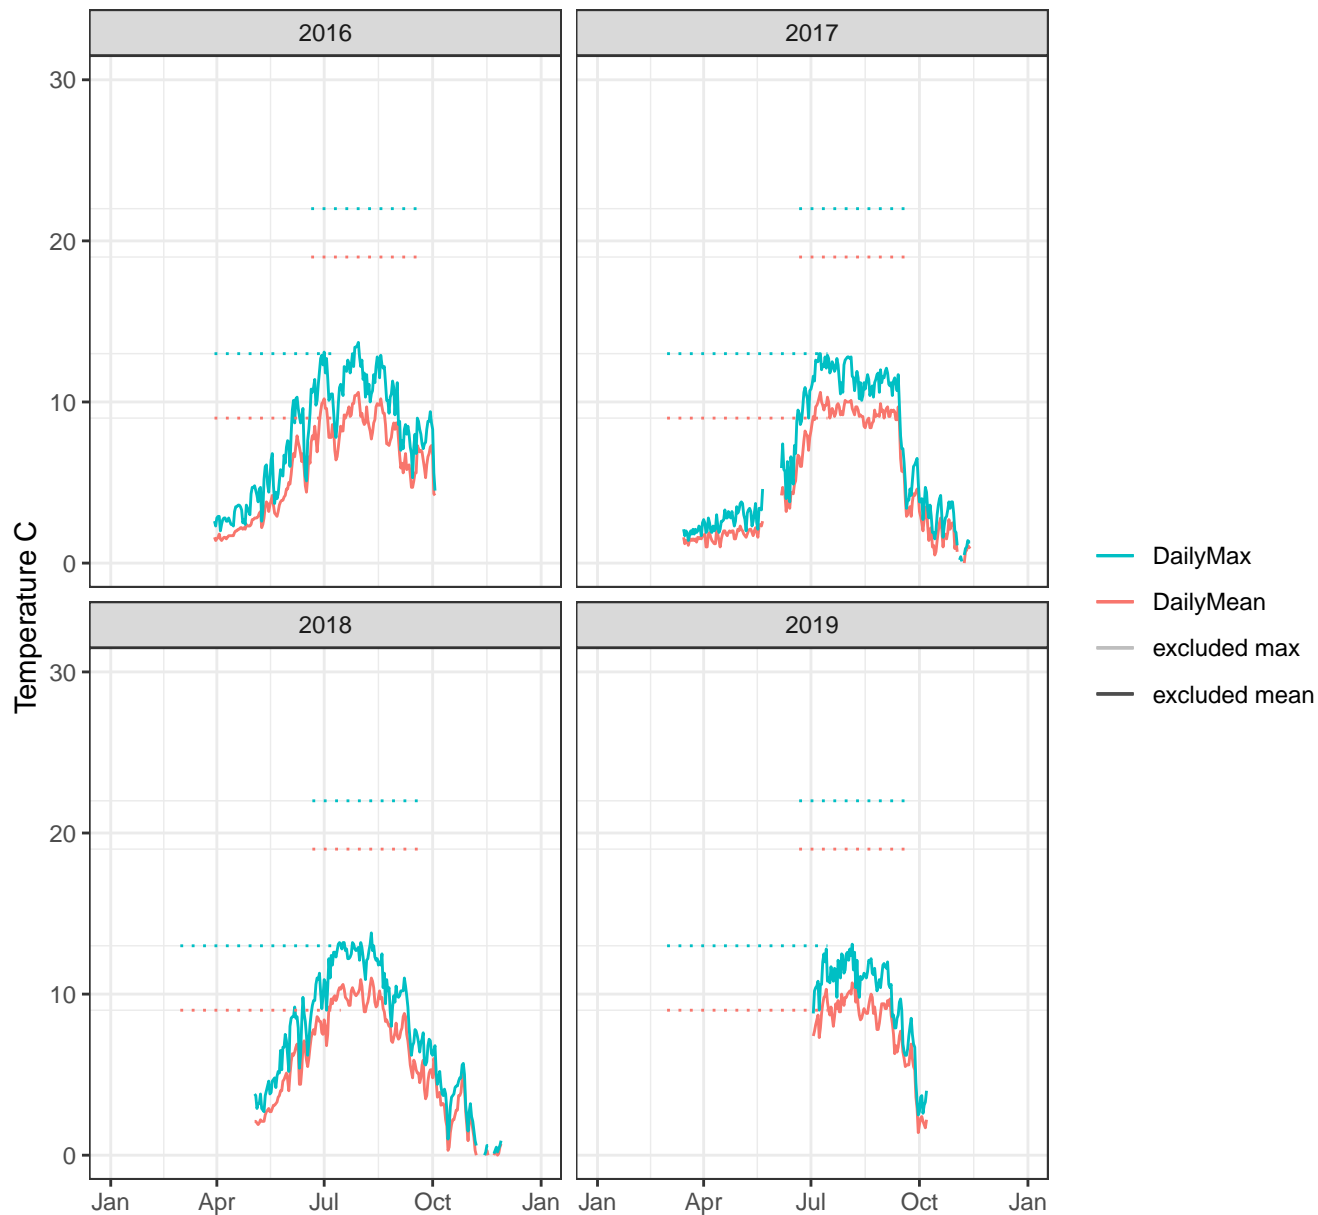 2016
2017
30
20
10
0
Temperature C
2018
2019
30
20
10
0
Jan Apr Jul Oct Jan
Jan Apr Jul Oct Jan
DailyMax
DailyMean
excluded max
excluded mean